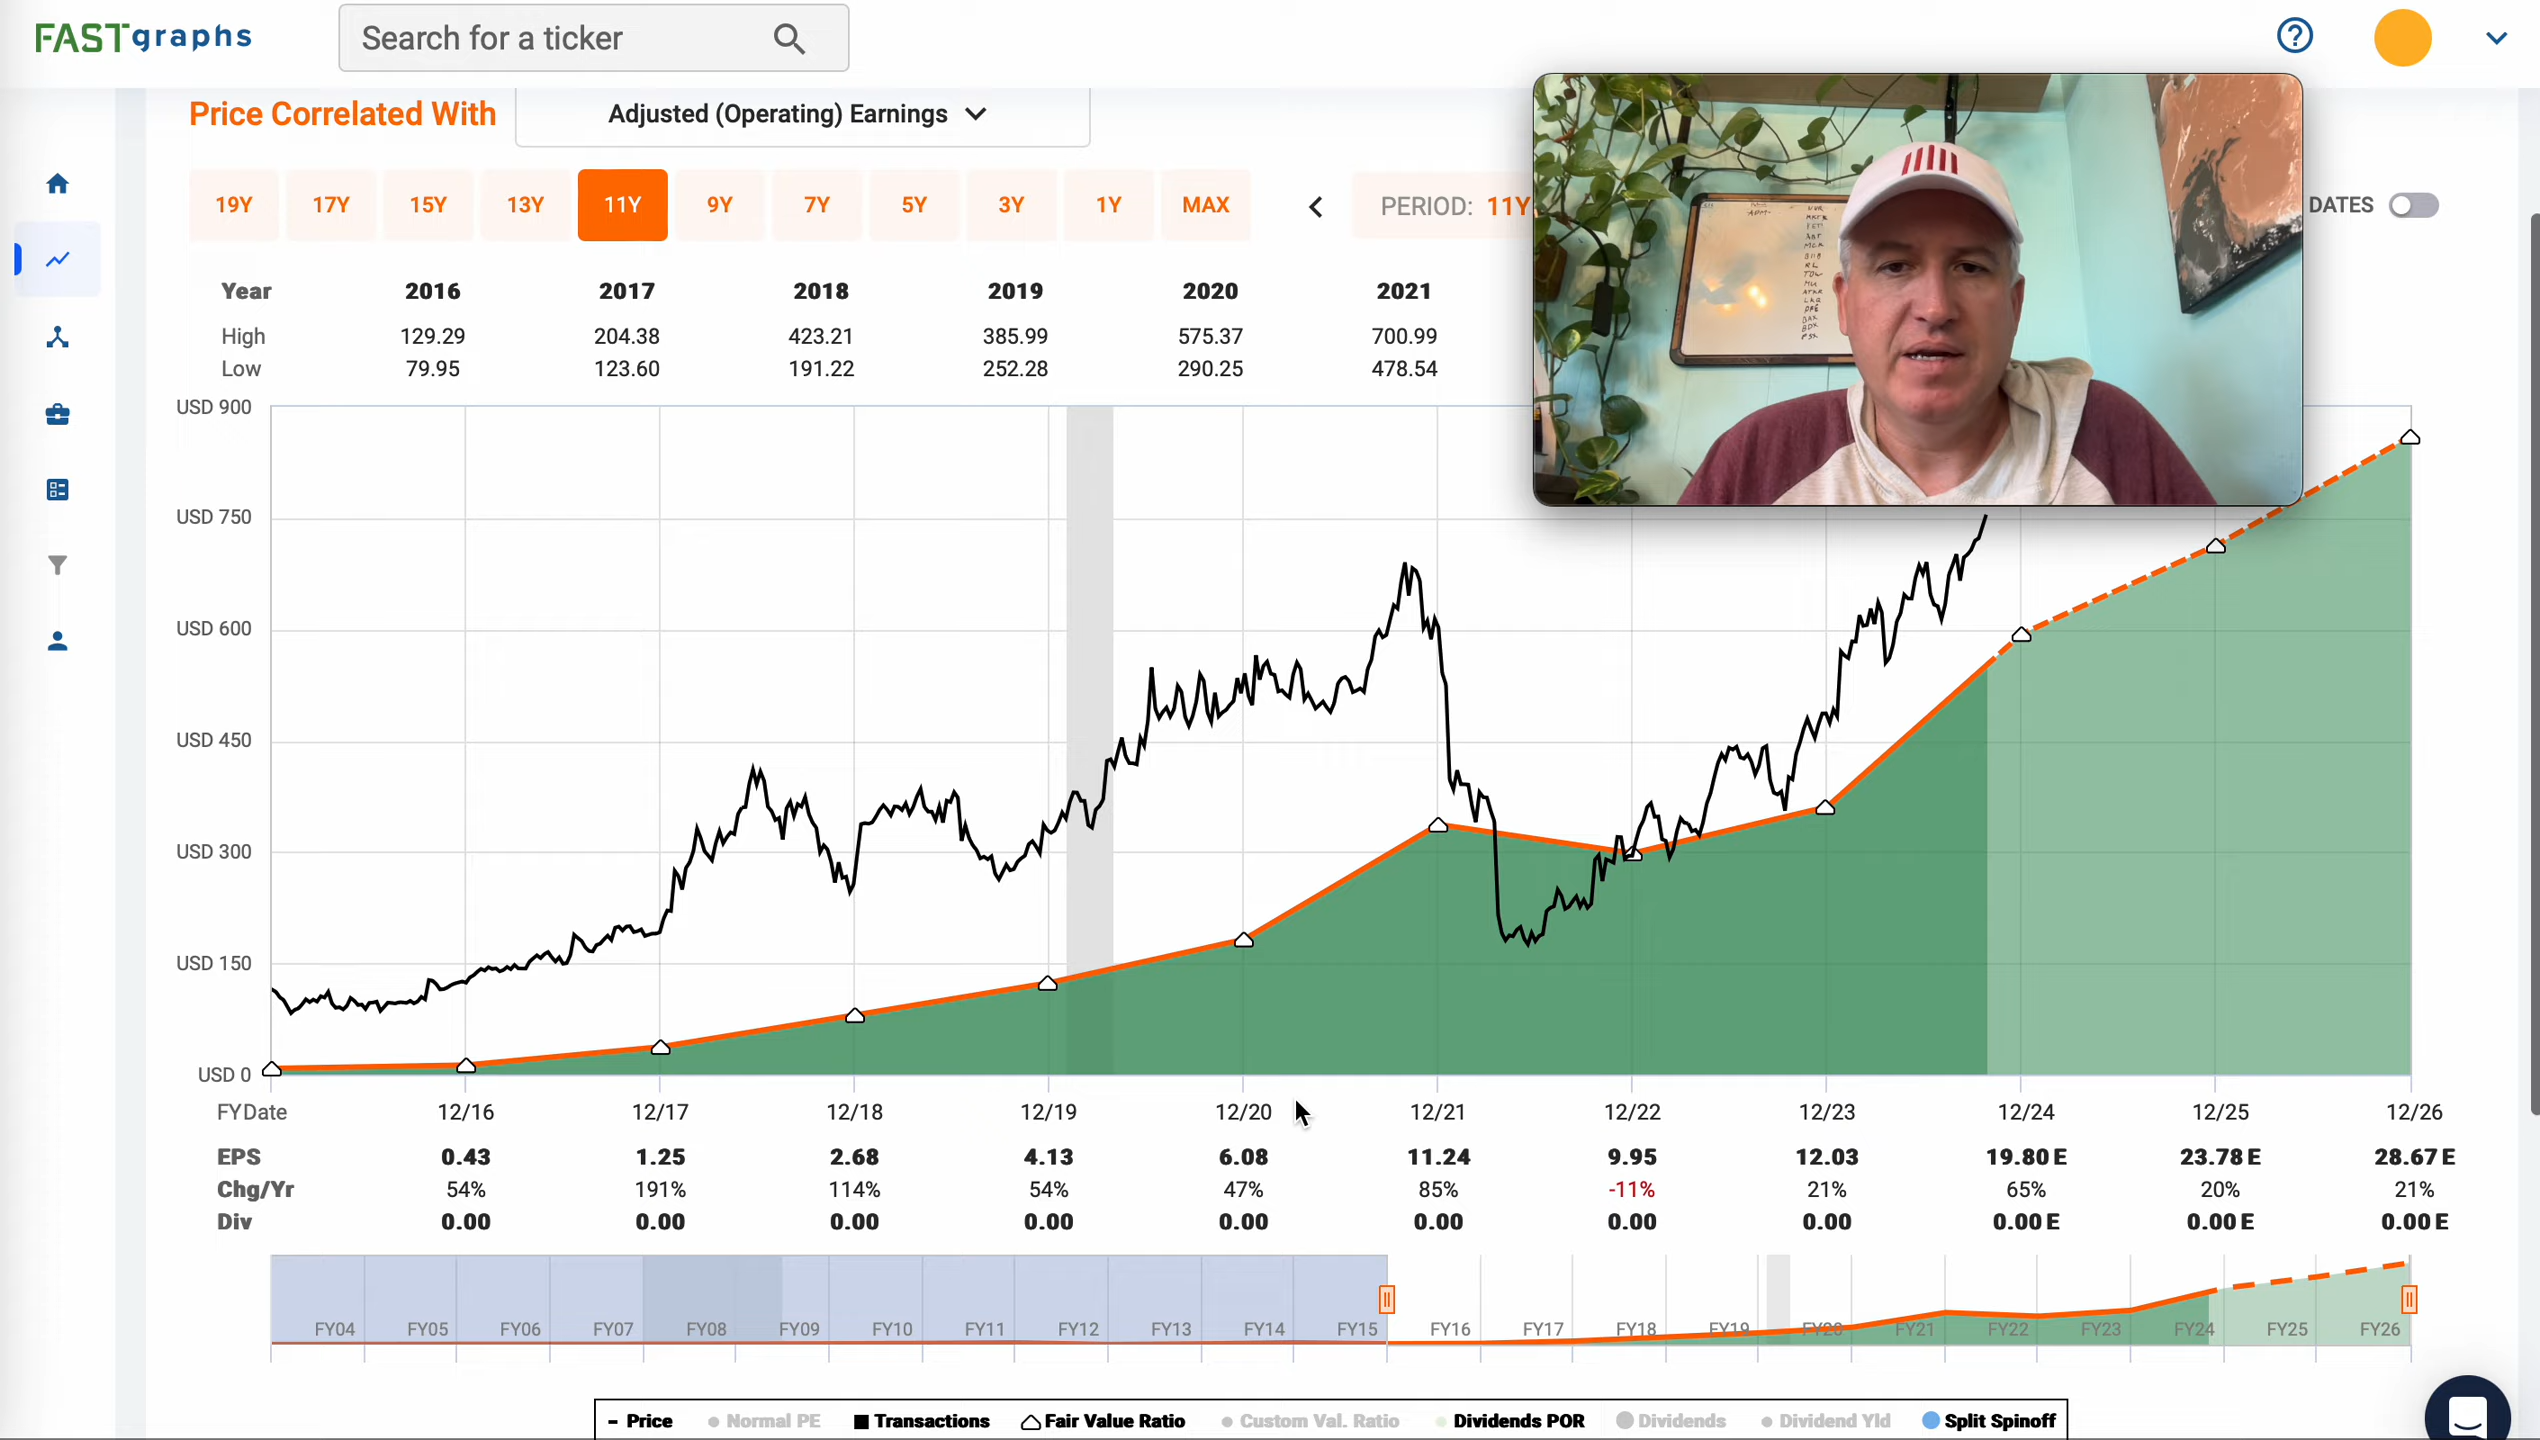 FAST graphs
Search for a ticker
Price Correlated With
Adjusted (Operating) Earnings
19Y 17Y 15Y 13Y 11Y 9Y 7Y 5Y 3Y 1Y MAX PERIOD: 11Y DATES
Year 2016 2017 2018 2019 2020 2021
High 129.29 204.38 423.21 385.99 575.37 700.99
Low 79.95 123.60 191.22 252.28 290.25 478.54
USD 900
USD 750
USD 600
USD 450
USD 300
USD 150
USD 0
FYDate 12/16 12/17 12/18 12/19 12/20 12/21 12/22 12/23 12/24 12/25 12/26
EPS 0.43 1.25 2.68 4.13 6.08 11.24 9.95 12.03 19.80 E 23.78 E 28.67 E
Chg/Yr 54% 191% 114% 54% 47% 85% -11% 21% 65% 20% 21%
Div 0.00 0.00 0.00 0.00 0.00 0.00 0.00 0.00 0.00 E 0.00 E 0.00 E
FY04 FY05 FY06 FY07 FY08 FY09 FY10 FY11 FY12 FY13 FY14 FY15 FY16 FY17 FY18 FY19 FY20 FY21 FY22 FY23 FY24 FY25 FY26
Price Normal PE Transactions Fair Value Ratio Custom Val. Ratio Dividends POR Dividends Dividend Yld Split Spinoff